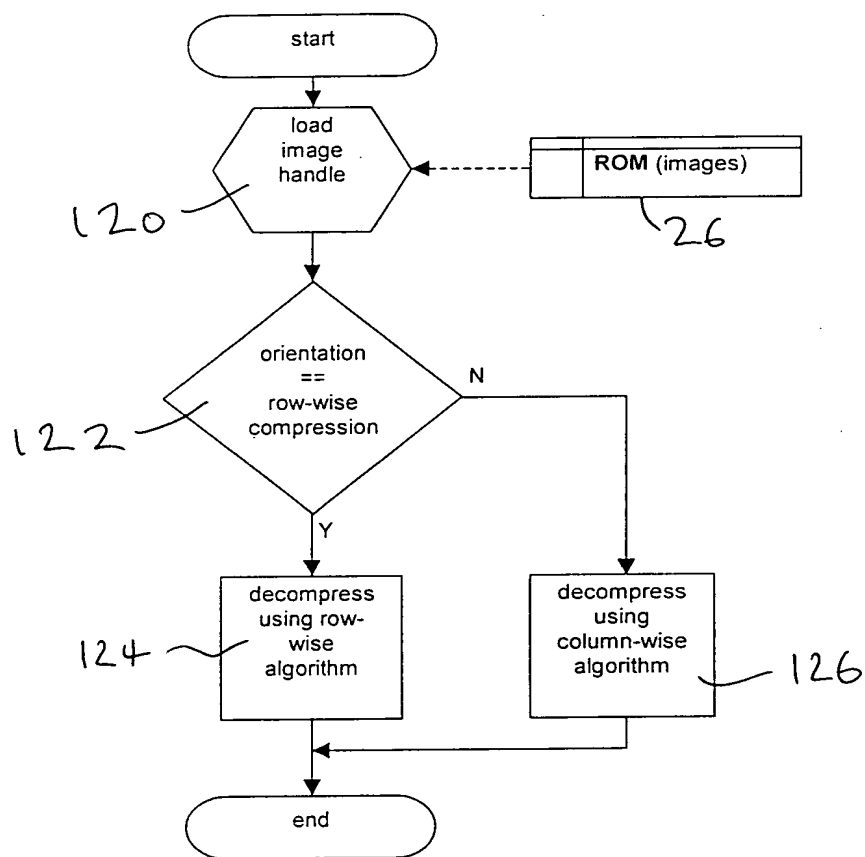 start
load
image
handle
ROM (images)
120
26
orientation
==
row-wise
compression
N
122
Y
decompress
using row-
wise
algorithm
124
decompress
using
column-wise
algorithm
126
end